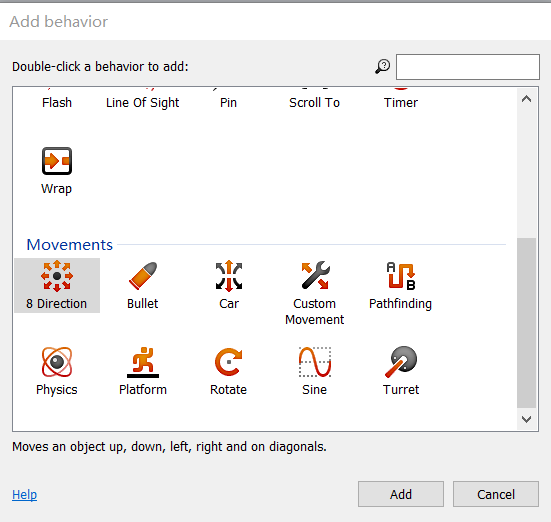 Add behavior
Double-click a behavior to add:
Flash
Line Of Sight
Pin
Scroll To
Timer
Wrap
Movements
8 Direction
Bullet
Car
Custom
Movement
A
B
Pathfinding
Physics
Platform
Rotate
Sine
Turret
Moves an object up, down, left, right and on diagonals.
Help
Add
Cancel